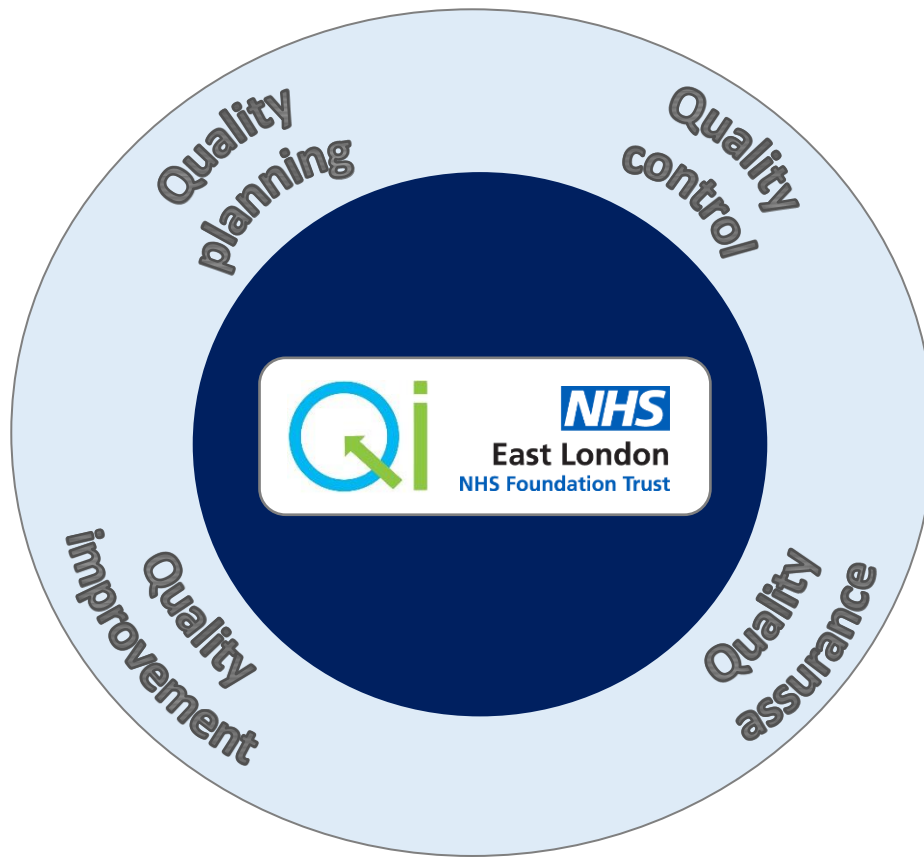 Quality
planning
Quality
control
Qi
NHS
East London
NHS Foundation Trust
Quality
improvement
Quality
assurance